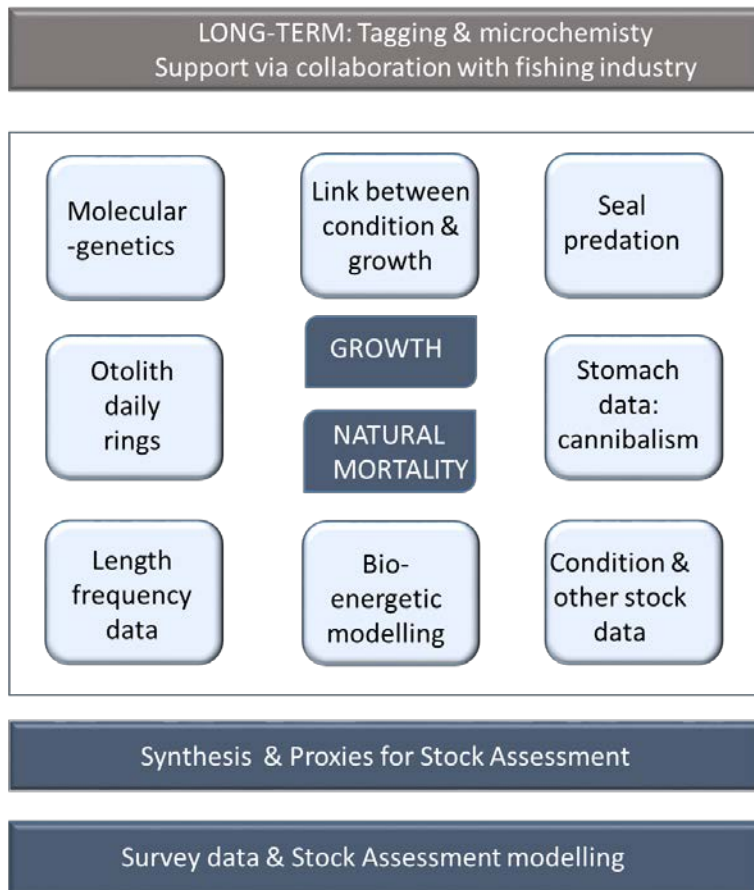 LONG-TERM: Tagging & microchemisty
Support via collaboration with fishing industry
Molecular
-genetics
Link between
condition &
growth
Seal
predation
Otolith
daily
rings
GROWTH
NATURAL
MORTALITY
Stomach
data:
cannibalism
Length
frequency
data
Bio-
energetic
modelling
Condition &
other stock
data
Synthesis & Proxies for Stock Assessment
Survey data & Stock Assessment modelling